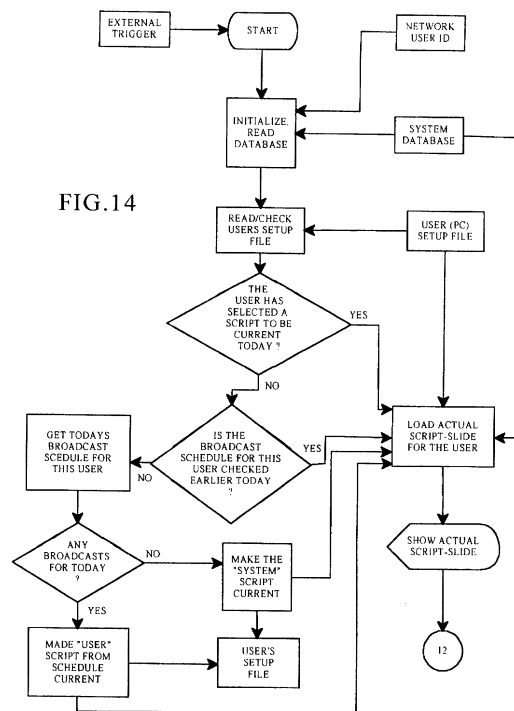 EXTERNAL
TRIGGER
START
NETWORK
USER ID
INITIALIZE,
READ
DATABASE
SYSTEM
DATABASE
FIG.14
READ/CHECK
USERS SETUP
FILE
USER (PC)
SETUP FILE
THE
USER HAS
SELECTED A
SCRIPT TO BE
CURRENT
TODAY ?
YES
NO
GET TODAYS
BROADCAST
SCEDULE FOR
THIS USER
IS THE
BROADCAST
SCHEDULE FOR THIS
USER CHECKED
EARLIER TODAY
?
YES
NO
LOAD ACTUAL
SCRIPT-SLIDE
FOR THE USER
ANY
BROADCASTS
FOR TODAY
?
NO
YES
MAKE THE
"SYSTEM"
SCRIPT
CURRENT
SHOW ACTUAL
SCRIPT-SLIDE
MADE "USER"
SCRIPT FROM
SCHEDULE
CURRENT
USER'S
SETUP
FILE
12